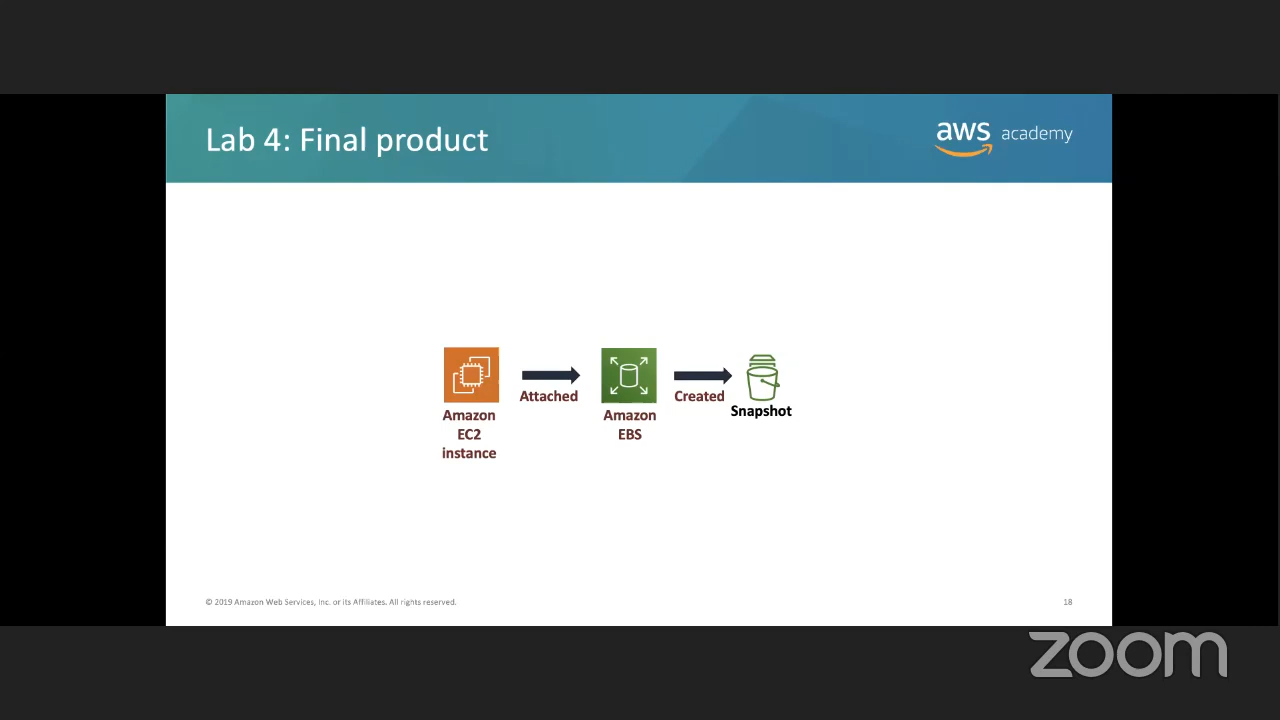 Lab 4: Final product
aws academy
Attached
Created
Amazon
EC2
instance
Amazon
EBS
Snapshot
© 2019 Amazon Web Services, Inc. or its Affiliates. All rights reserved.
18
zoom